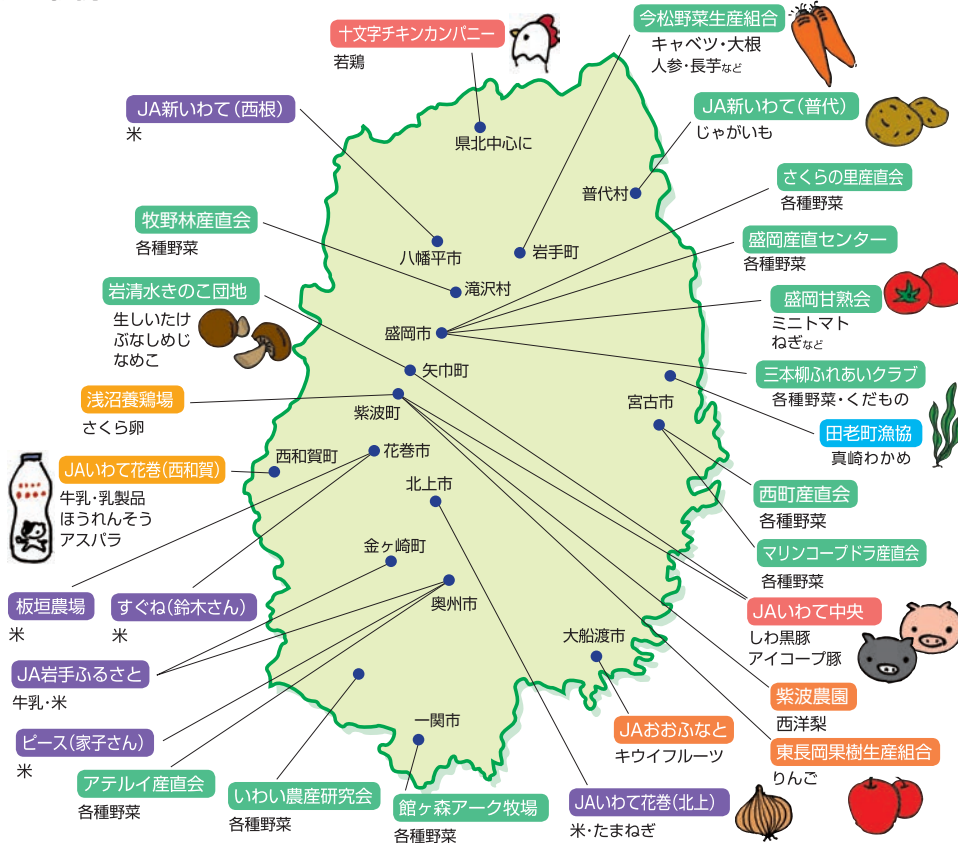 十文字チキンカンパニー
若鶏
今松野菜生産組合
キャベツ・大根
人参・長芋など
JA新いわて(西根)
米
JA新いわて(普代)
じゃがいも
県北中心に
普代村
さくらの里産直会
各種野菜
牧野林産直会
各種野菜
八幡平市
岩手町
盛岡産直センター
各種野菜
岩清水きのこ団地
生しいたけ
ぶなしめじ
なめこ
滝沢村
盛岡市
盛岡甘熟会
ミニトマト
ねぎなど
矢巾町
三本柳ふれあいクラブ
各種野菜・くだもの
浅沼養鶏場
さくら卵
紫波町
宮古市
田老町漁協
真崎わかめ
JAいわて花巻(西和賀)
牛乳・乳製品
ほうれんそう
アスパラ
西和賀町
花巻市
北上市
西町産直会
各種野菜
金ヶ崎町
マリンコープドラ産直会
各種野菜
板垣農場
米
すぐね(鈴木さん)
米
奥州市
JAいわて中央
しわ黒豚
アイコープ豚
大船渡市
JA岩手ふるさと
牛乳・米
紫波農園
西洋梨
ピース(家子さん)
米
一関市
JAおおふなと
キウイフルーツ
東長岡果樹生産組合
りんご
アテルイ産直会
各種野菜
いわい農産研究会
各種野菜
館ヶ森アーク牧場
各種野菜
JAいわて花巻(北上)
米・たまねぎ